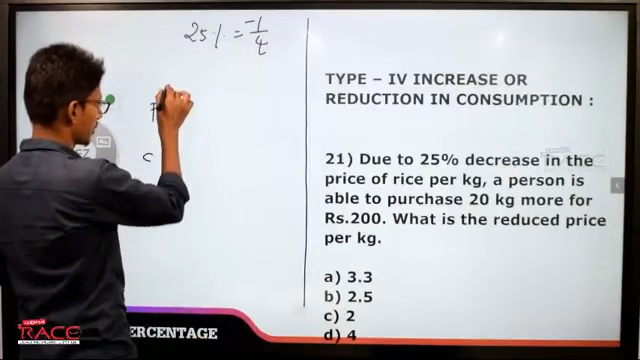 25% = -1/4
P
C
TYPE – IV INCREASE OR
REDUCTION IN CONSUMPTION :
21) Due to 25% decrease in the
price of rice per kg, a person is
able to purchase 20 kg more for
Rs.200. What is the reduced price
per kg.
a) 3.3
b) 2.5
c) 2
d) 4
ERCENTAGE
RACE